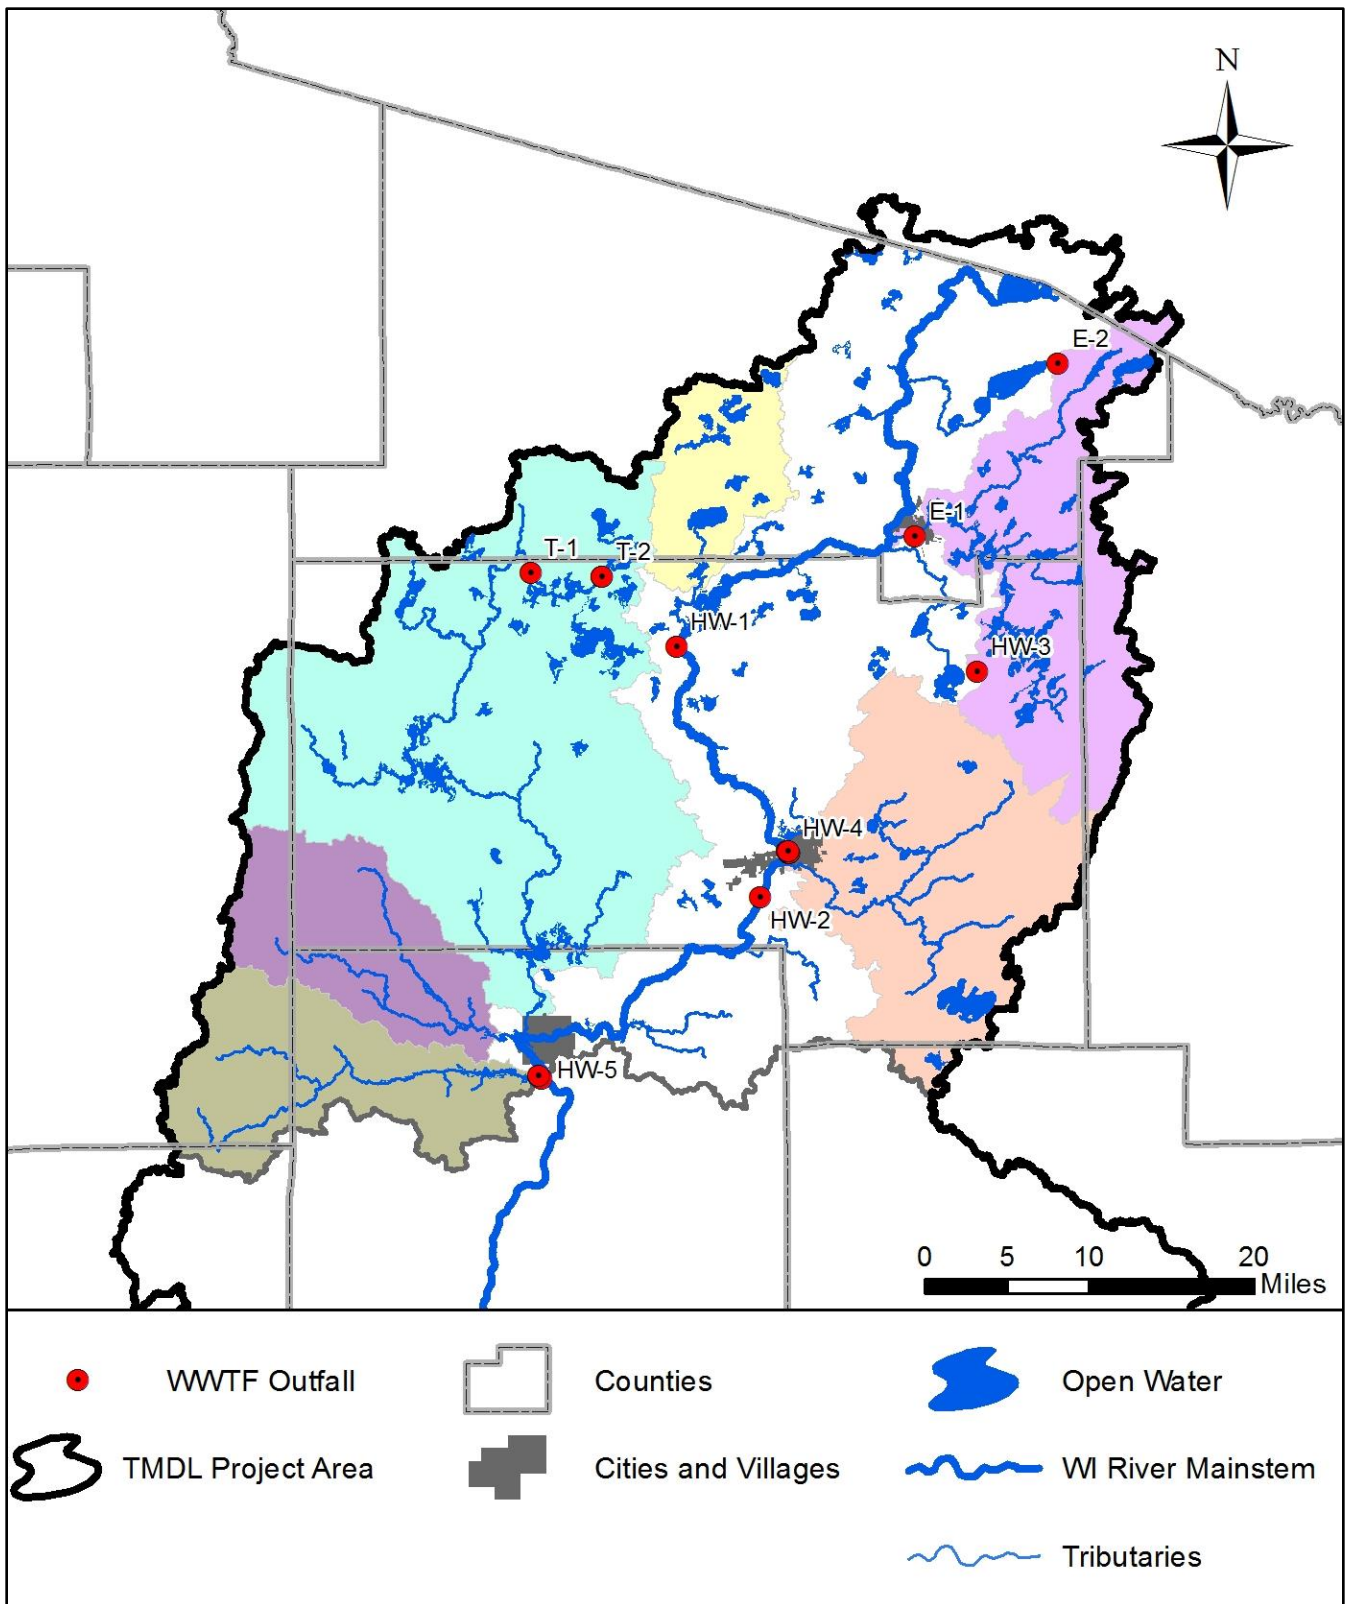 N
E-2
E-1
T-1
T-2
HW-1
HW-3
HW-4
HW-2
HW-5
0 5 10 20
Miles
WWTF Outfall
Counties
Open Water
TMDL Project Area
Cities and Villages
WI River Mainstem
Tributaries